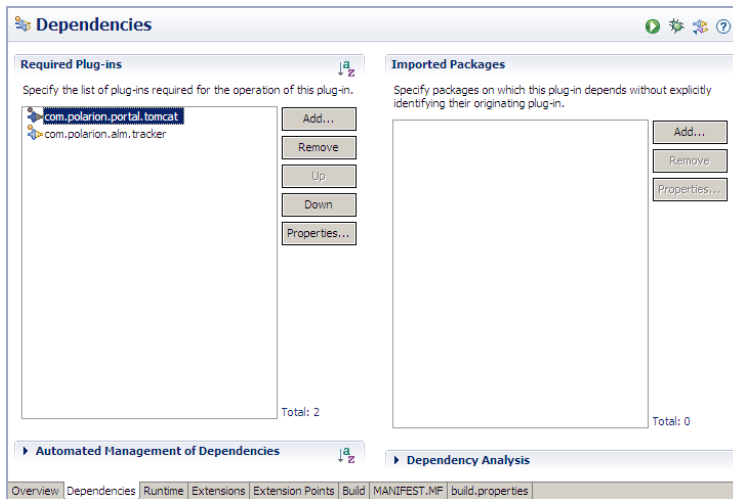 Dependencies
Required Plug-ins
Specify the list of plug-ins required for the operation of this plug-in.
com.polarion.portal.tomcat
com.polarion.alm.tracker
Add...
Remove
Up
Down
Properties...
Total: 2
Automated Management of Dependencies
Imported Packages
Specify packages on which this plug-in depends without explicitly
identifying their originating plug-in.
Add...
Remove
Properties...
Total: 0
Dependency Analysis
Overview Dependencies Runtime Extensions Extension Points Build MANIFEST.MF build.properties